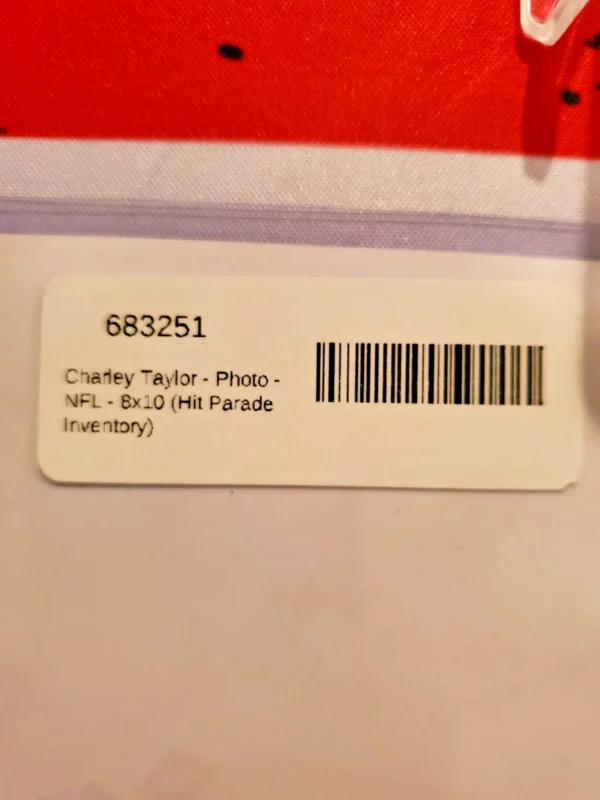 683251
Charley Taylor - Photo -
NFL - 8x10 (Hit Parade
Inventory)